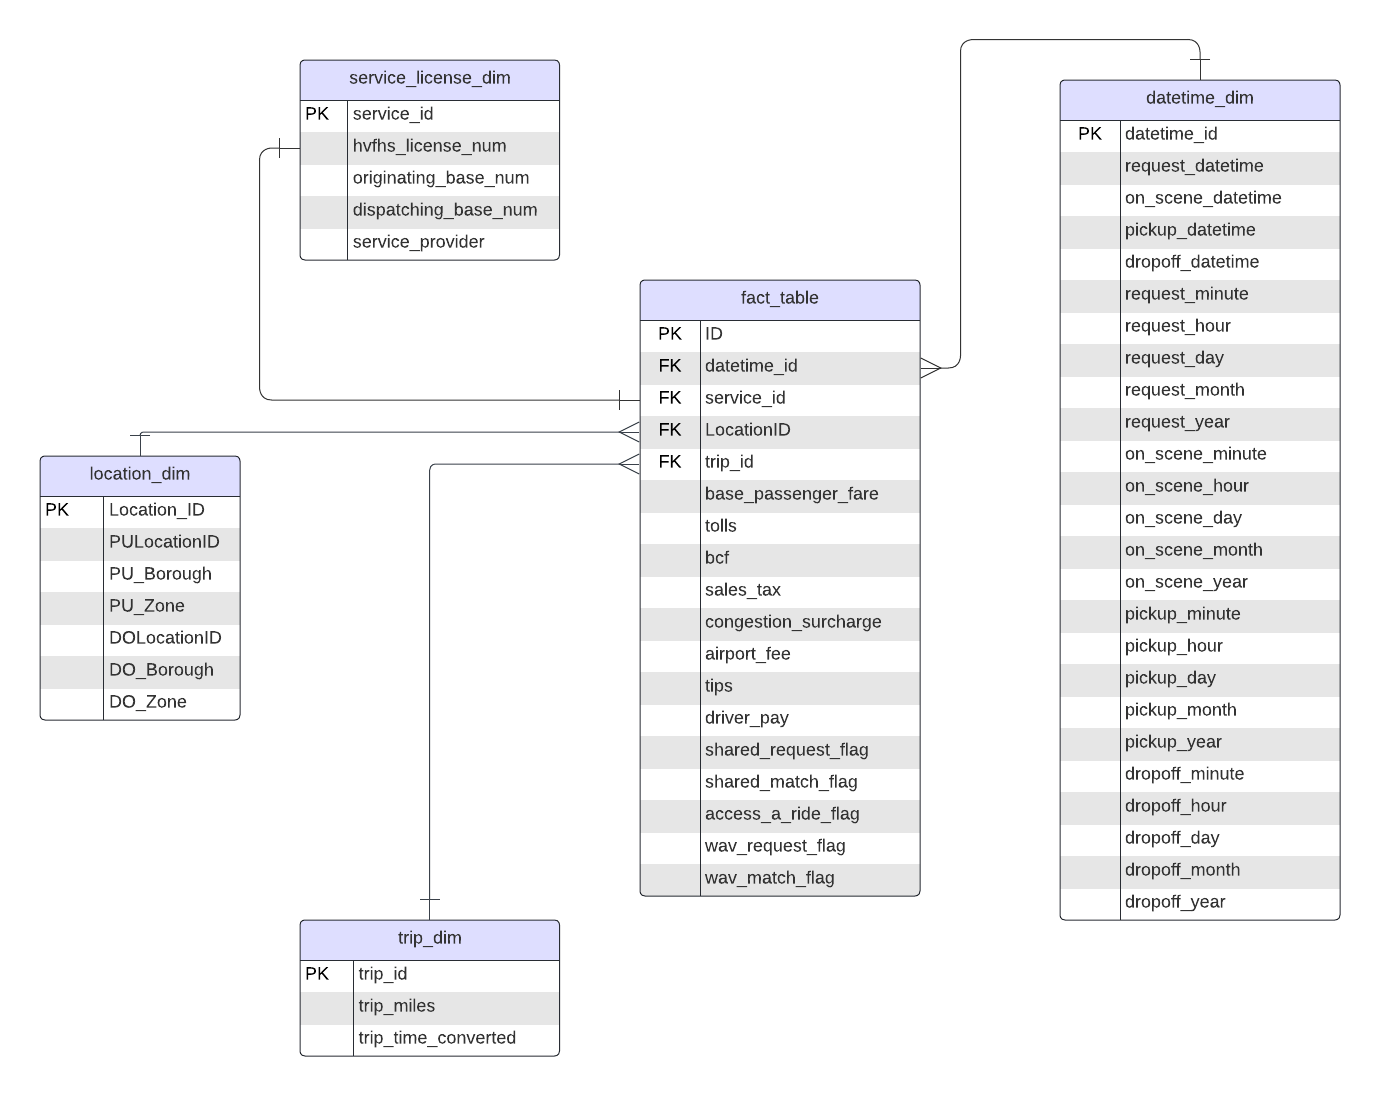 service_license_dim
PK service_id
hvfhs_license_num
originating_base_num
dispatching_base_num
service_provider
datetime_dim
PK datetime_id
request_datetime
on_scene_datetime
pickup_datetime
dropoff_datetime
request_minute
request_hour
request_day
request_month
request_year
on_scene_minute
on_scene_hour
on_scene_day
on_scene_month
on_scene_year
pickup_minute
pickup_hour
pickup_day
pickup_month
pickup_year
dropoff_minute
dropoff_hour
dropoff_day
dropoff_month
dropoff_year
fact_table
PK ID
FK datetime_id
FK service_id
FK LocationID
FK trip_id
base_passenger_fare
tolls
bcf
sales_tax
congestion_surcharge
airport_fee
tips
driver_pay
shared_request_flag
shared_match_flag
access_a_ride_flag
wav_request_flag
wav_match_flag
location_dim
PK Location_ID
PULocationID
PU_Borough
PU_Zone
DOLocationID
DO_Borough
DO_Zone
trip_dim
PK trip_id
trip_miles
trip_time_converted